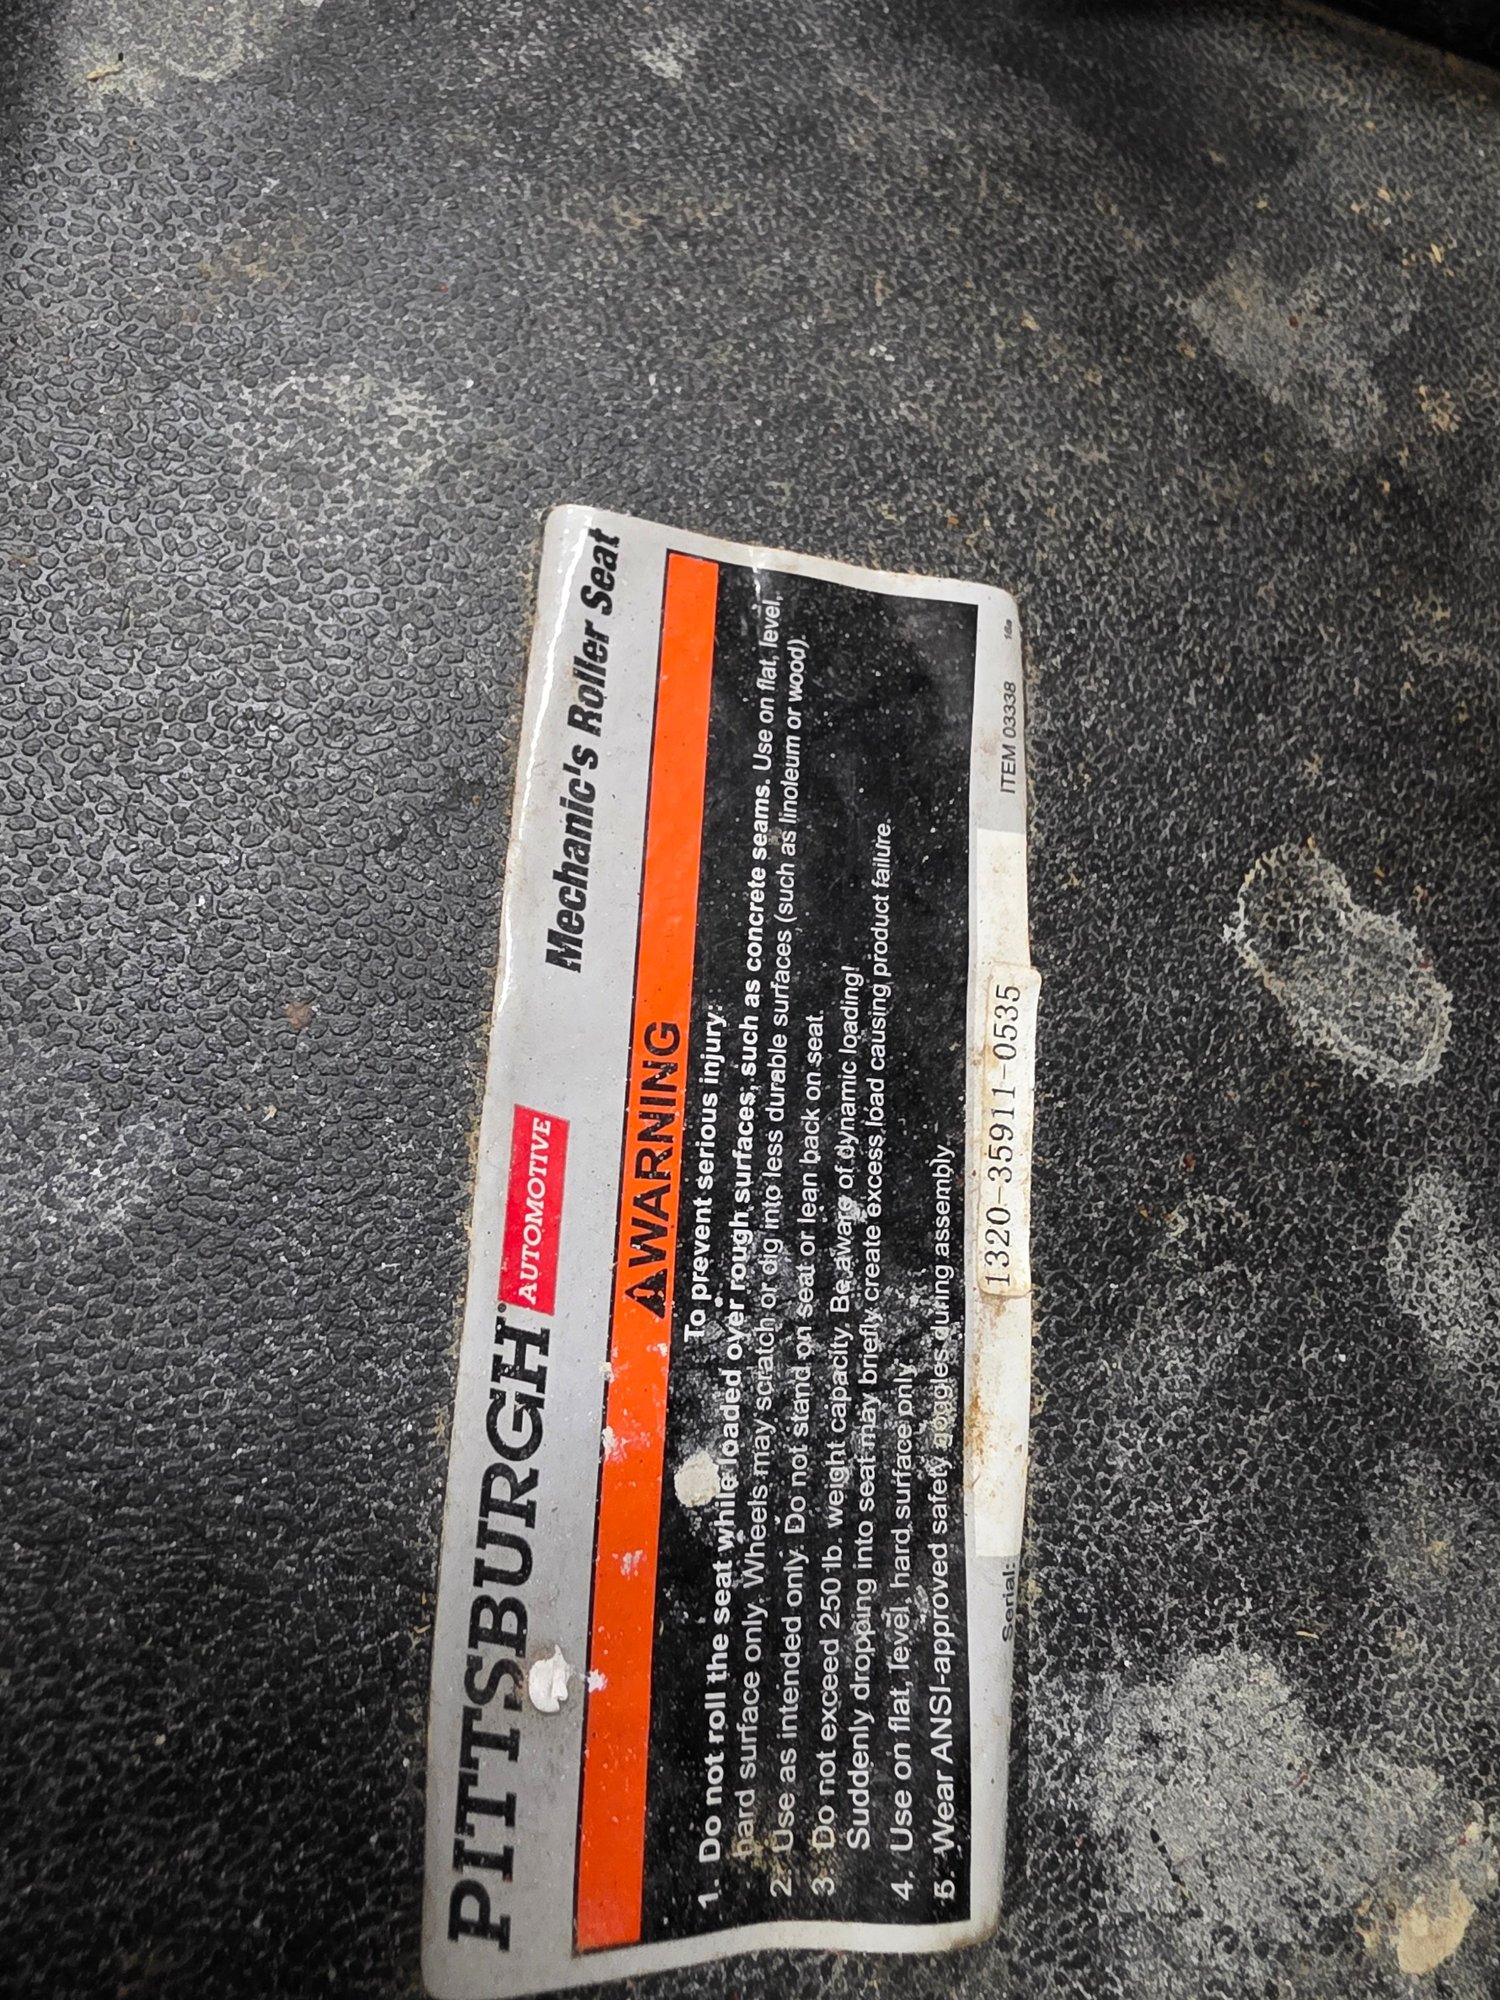 PITTSBURGH® AUTOMOTIVE
Mechanic's Roller Seat
⚠WARNING
To prevent serious injury:
1. Do not roll the seat while loaded over rough surfaces, such as concrete seams. Use on flat, level,
hard surface only. Wheels may scratch or dig into less durable surfaces (such as linoleum or wood).
2. Use as intended only. Do not stand on seat or lean back on seat.
3. Do not exceed 250 lb. weight capacity. Be aware of dynamic loading!
Suddenly dropping into seat may briefly create excess load causing product failure.
4. Use on flat, level, hard surface only.
5. Wear ANSI-approved safety goggles during assembly.
Serial:
1320-35911-0535
ITEM 03338